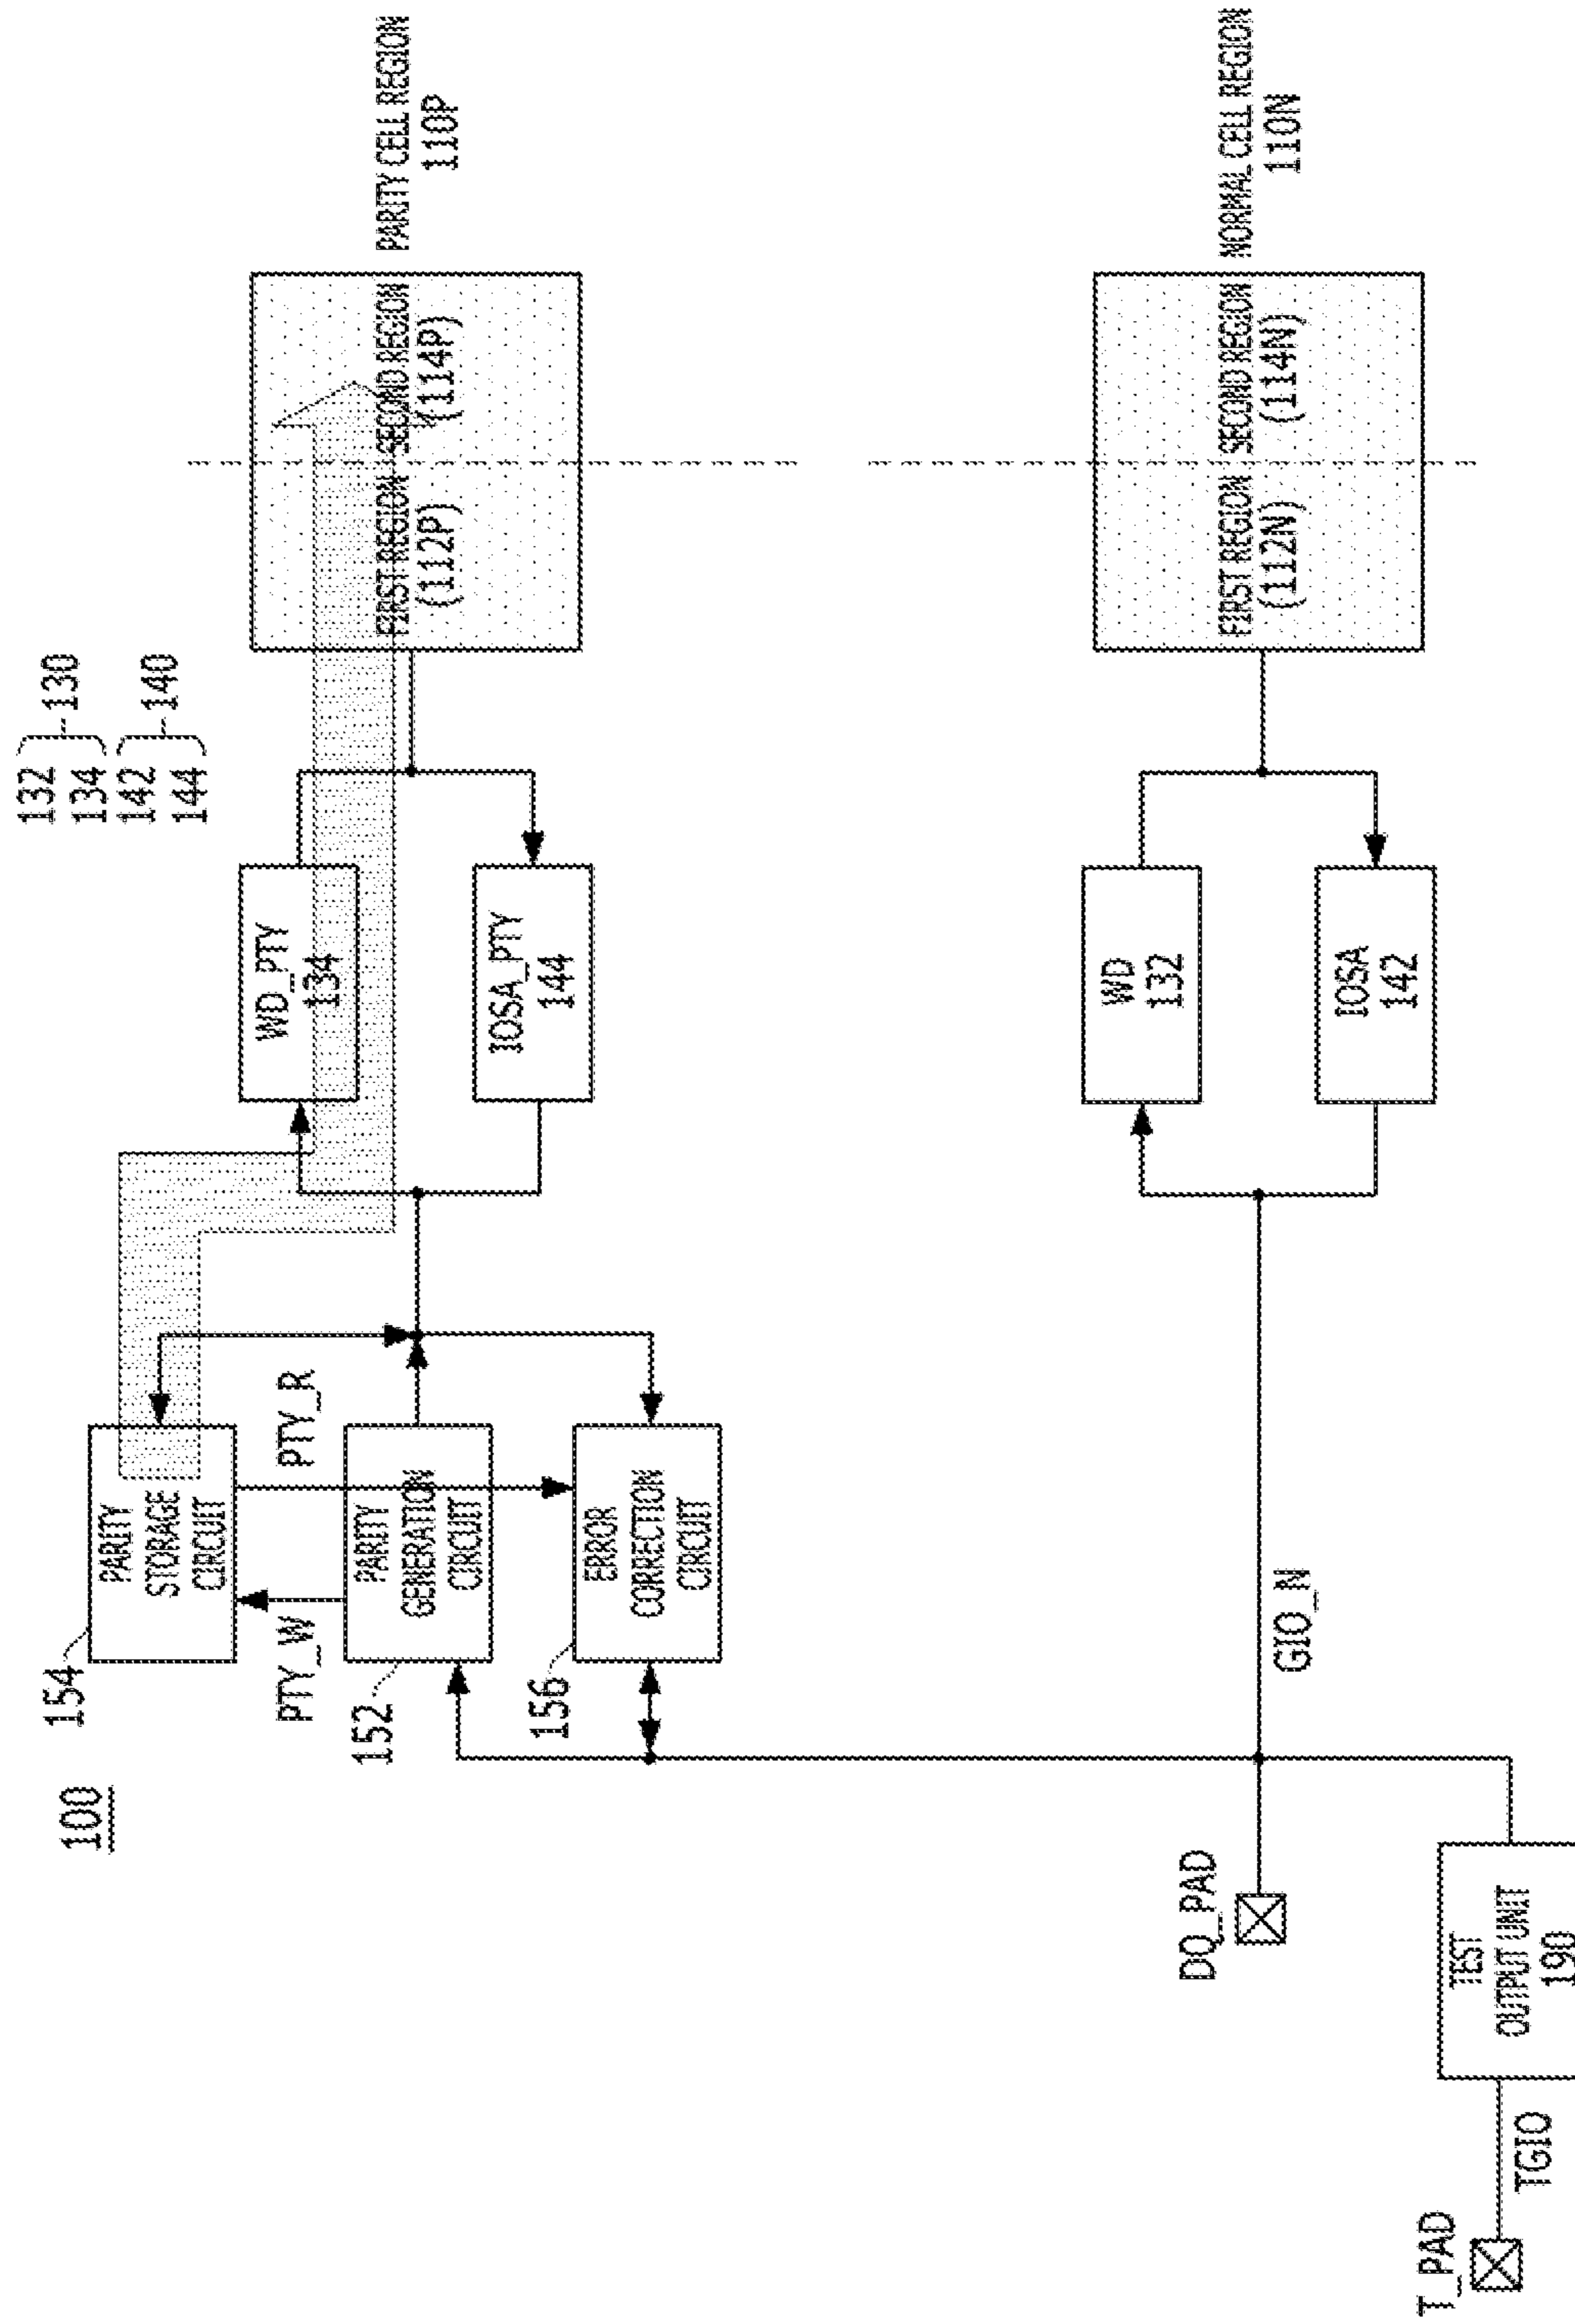 100
132
134
130
142
144
140
154
PARITY
STORAGE
CIRCUIT
PTY_W
PTY_R
152
PARITY
GENERATION
CIRCUIT
156
ERROR
CORRECTION
CIRCUIT
WD_PTY
134
IOSA_PTY
144
FIRST REGION
(112P)
SECOND REGION
(114P)
PARITY CELL REGION
110P
DQ_PAD
GIO_N
WD
132
IOSA
142
FIRST REGION
(112N)
SECOND REGION
(114N)
NORMAL CELL REGION
110N
T_PAD
TGIO
TEST
OUTPUT UNIT
190